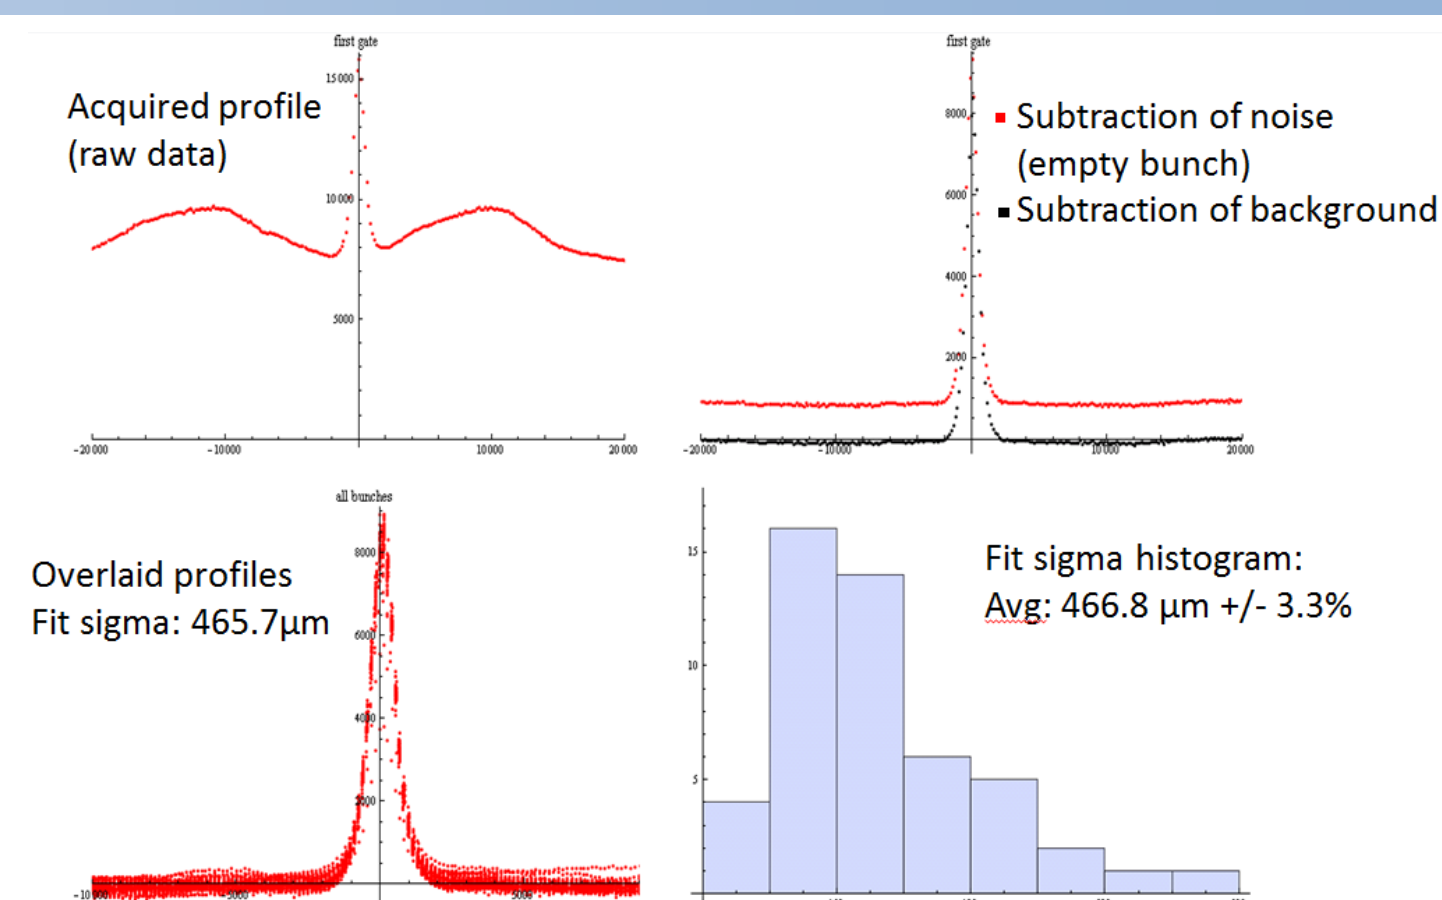 first gate
15000
10000
5000
-20000 -10000 10000 20000
Acquired profile
(raw data)
first gate
8000
6000
4000
2000
-20000 -10000 10000 20000
Subtraction of noise
(empty bunch)
Subtraction of background
all bunches
8000
6000
4000
2000
5000
Overlaid profiles
Fit sigma: 465.7µm
15
10
5
Fit sigma histogram:
Avg: 466.8 µm +/- 3.3%